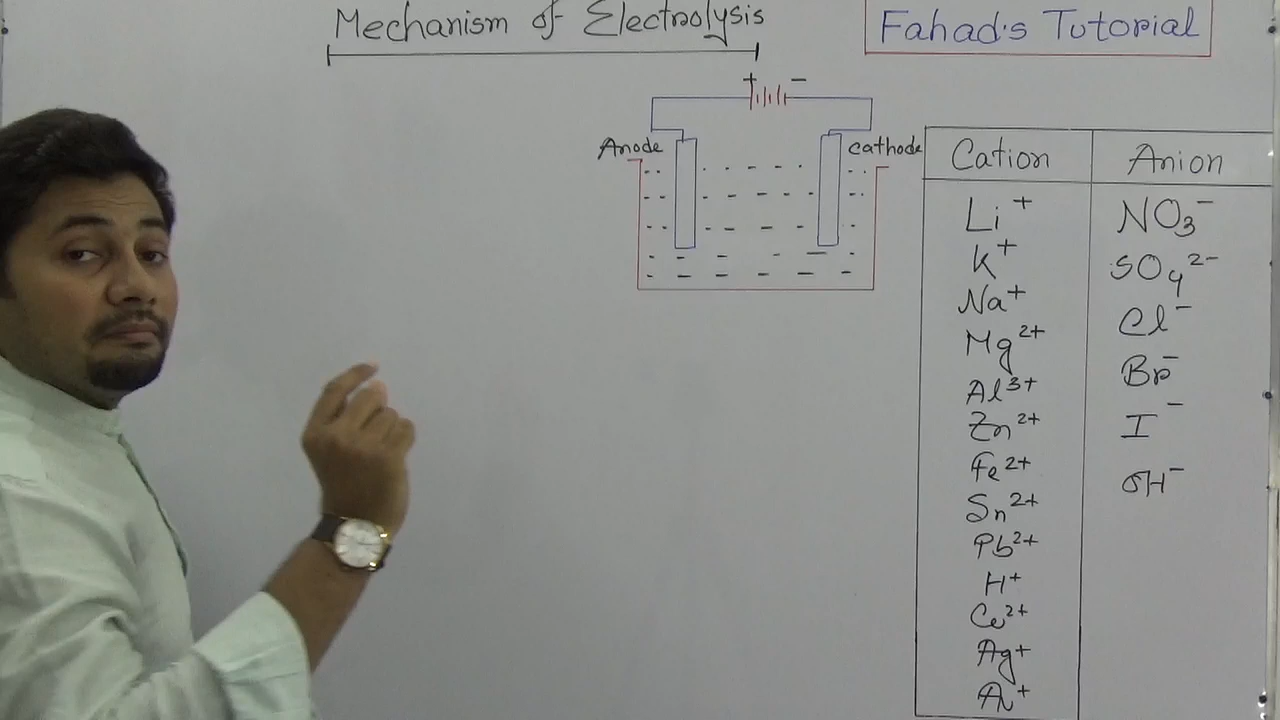 Mechanism of Electrolysis
Fahad's Tutorial
+ −
Anode
Cathode
Cation Anion
Li⁺ NO₃⁻
K⁺ SO₄²⁻
Na⁺ Cl⁻
Mg²⁺ Br⁻
Al³⁺ I⁻
Zn²⁺ OH⁻
Fe²⁺
Sn²⁺
Pb²⁺
H⁺
Cu²⁺
Ag⁺
Au⁺